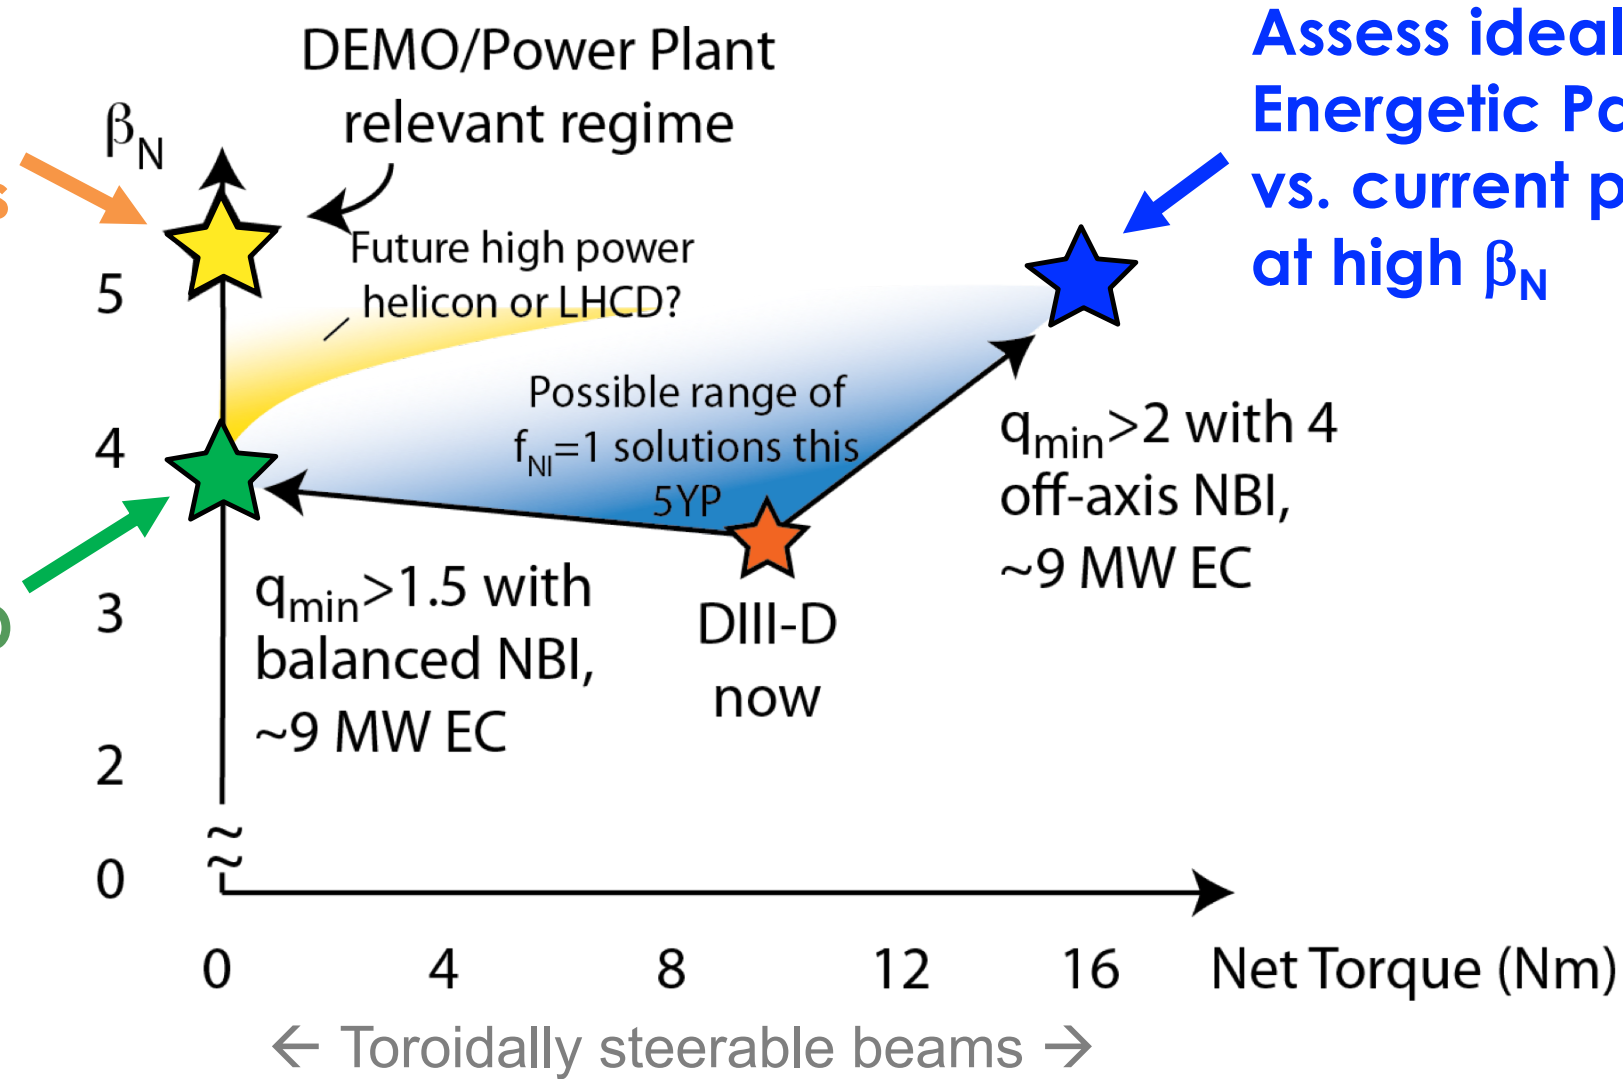 DEMO/Power Plant
relevant regime
βN
s
Assess ideal
Energetic Pa
vs. current p
at high βN
Future high power
helicon or LHCD?
5
Possible range of
fNI=1 solutions this
5YP
4
qmin>2 with 4
off-axis NBI,
~9 MW EC
qmin>1.5 with
balanced NBI,
~9 MW EC
3
DIII-D
now
2
0
0 4 8 12 16 Net Torque (Nm)
← Toroidally steerable beams →